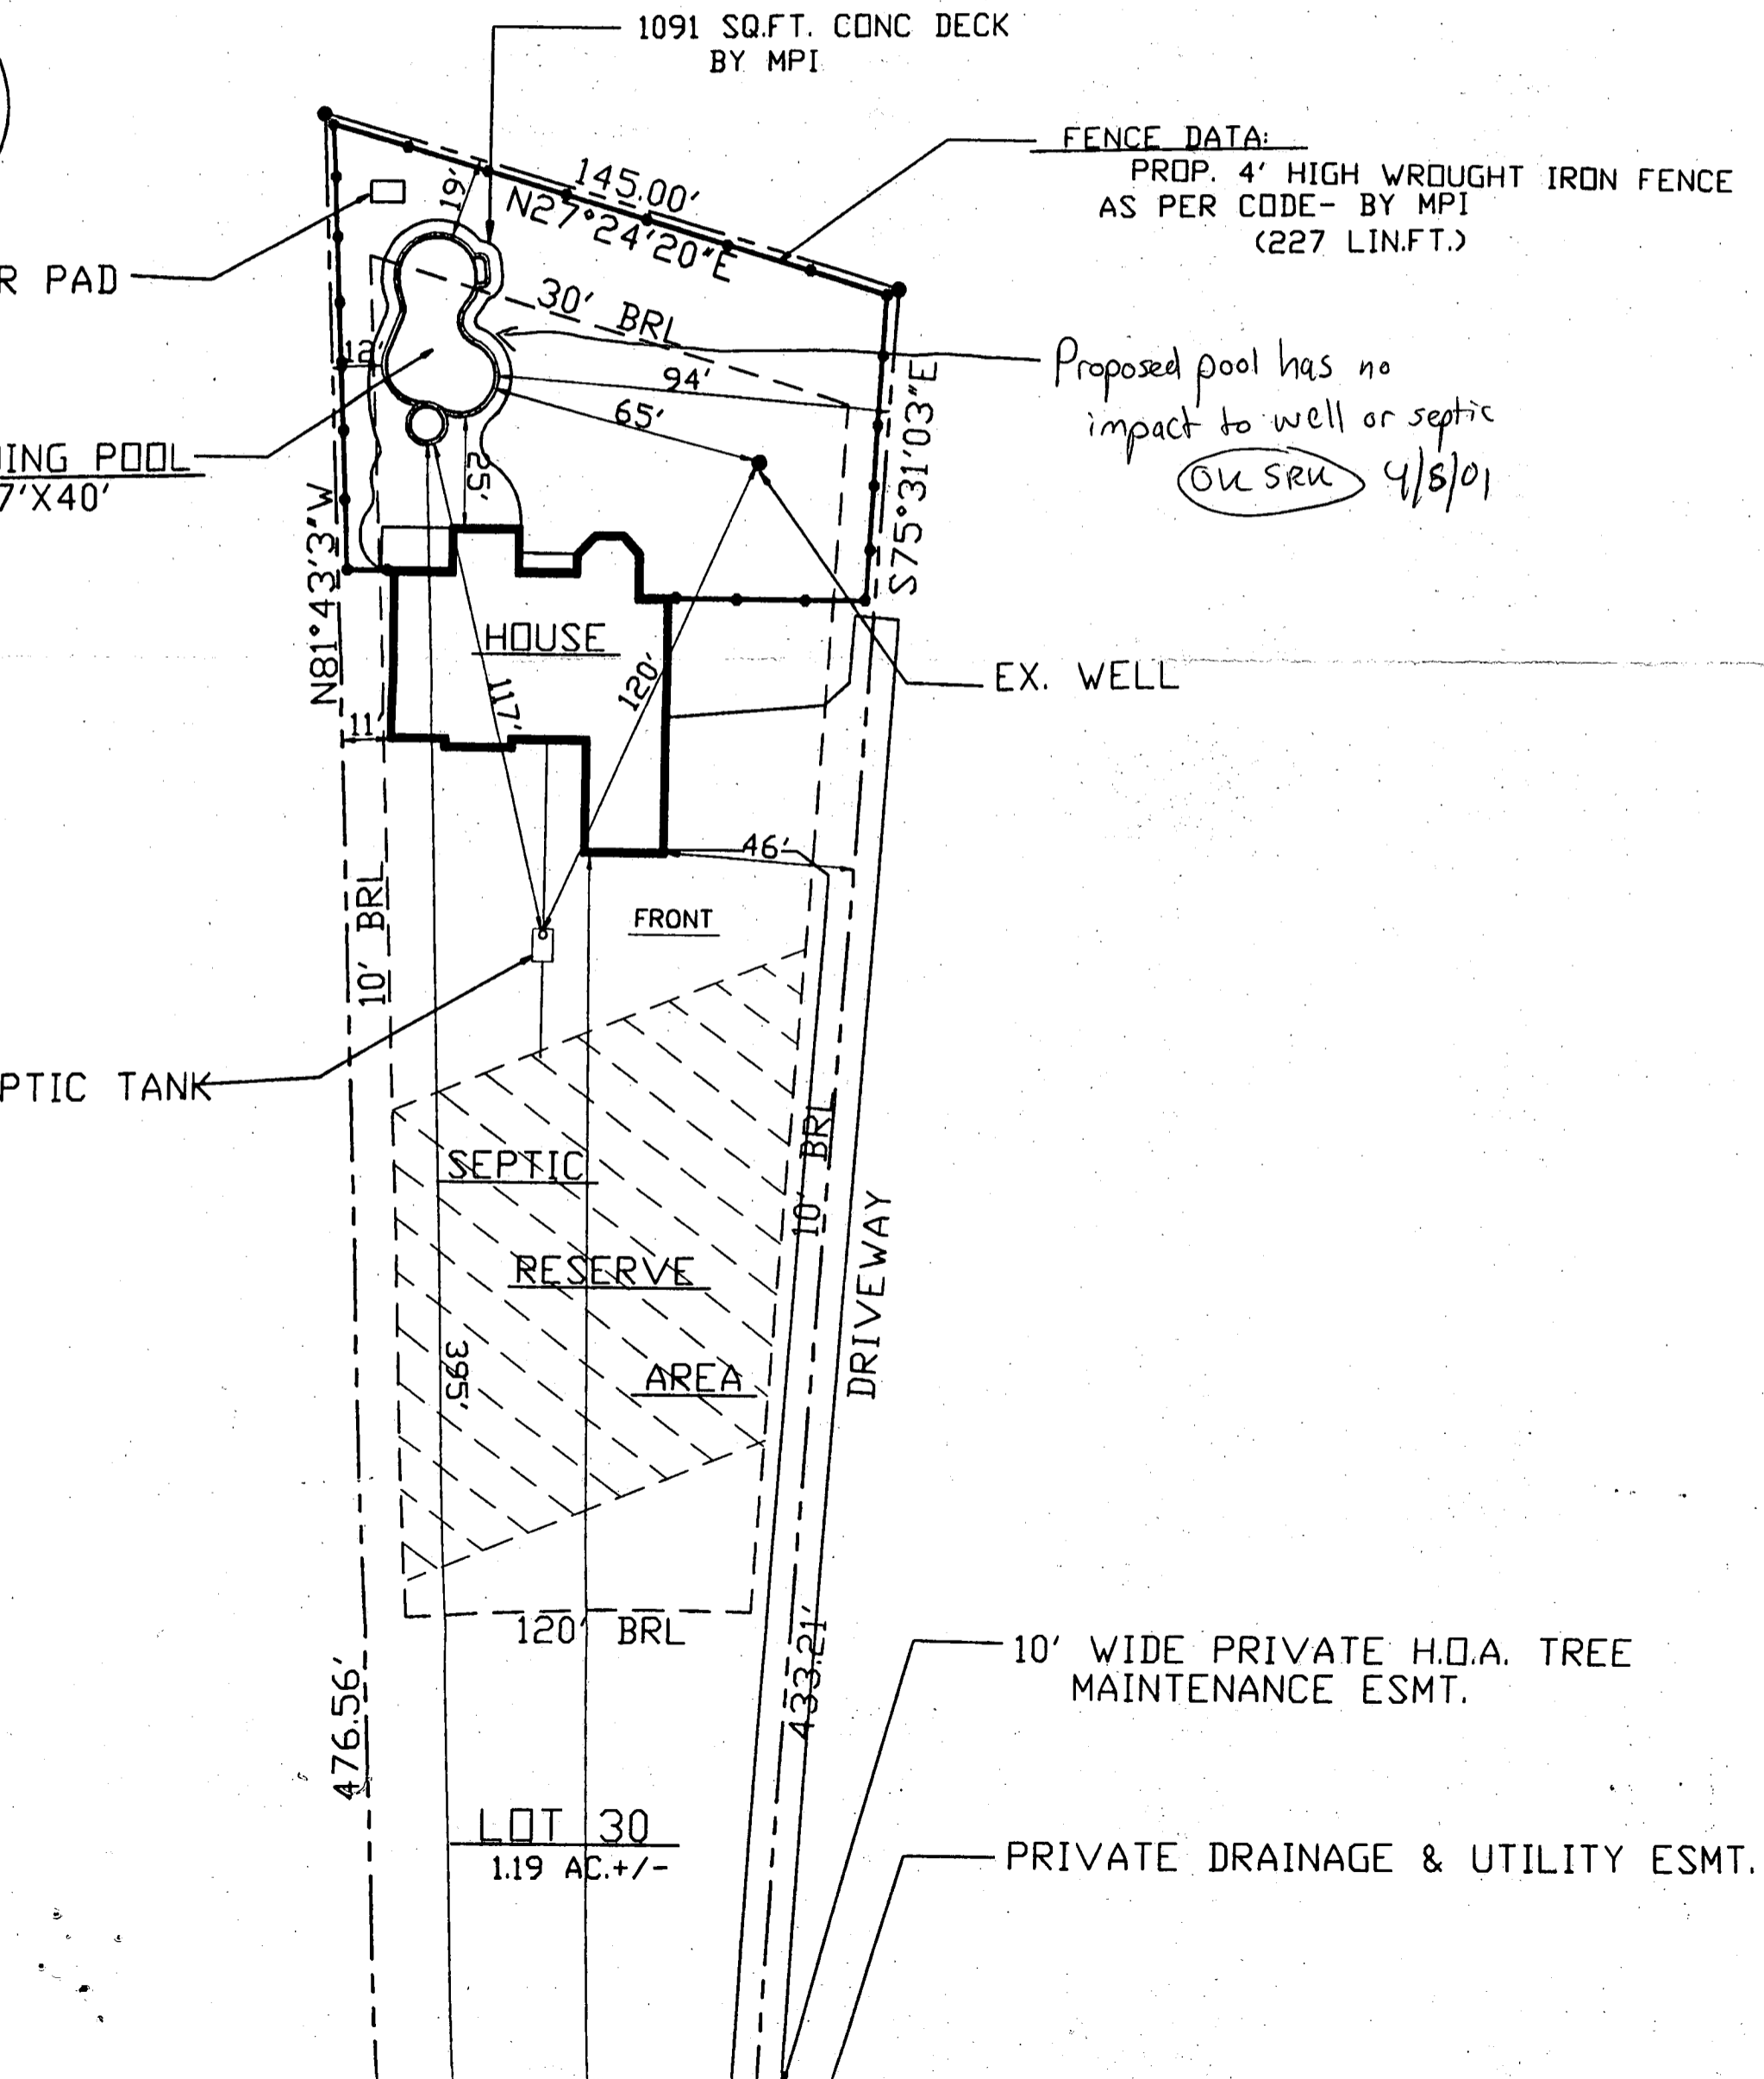 1091 SQ.FT. CONC DECK
BY MPI
FENCE DATA:
PROP. 4' HIGH WROUGHT IRON FENCE
AS PER CODE- BY MPI
(227 LIN.FT.)
145.00'
N27°24'20"E
19'
R PAD
30' BRL
Proposed pool has no
impact to well or septic
OK SRK 4/8/01
12'
94'
65'
ING POOL
7'X40'
25'
N81°43'3"W
S75°31'03"E
HOUSE
EX. WELL
117'
120'
11'
46'
10' BRL
FRONT
PTIC TANK
SEPTIC
RESERVE
AREA
10' BRL
DRIVEWAY
395'
120' BRL
476.56'
433.21'
10' WIDE PRIVATE H.O.A. TREE
MAINTENANCE ESMT.
LOT 30
1.19 AC.+/-
PRIVATE DRAINAGE & UTILITY ESMT.